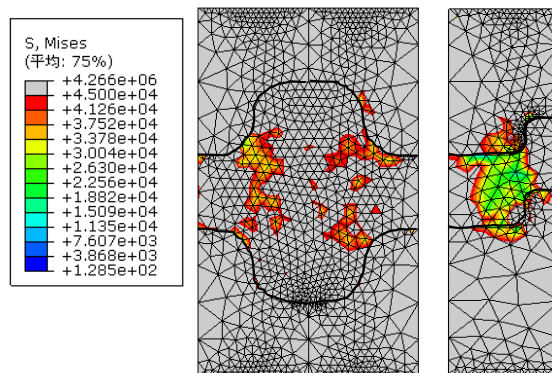 S, Mises
(平均: 75%)
+4.266e+06
+4.500e+04
+4.126e+04
+3.752e+04
+3.378e+04
+3.004e+04
+2.630e+04
+2.256e+04
+1.882e+04
+1.509e+04
+1.135e+04
+7.607e+03
+3.868e+03
+1.285e+02